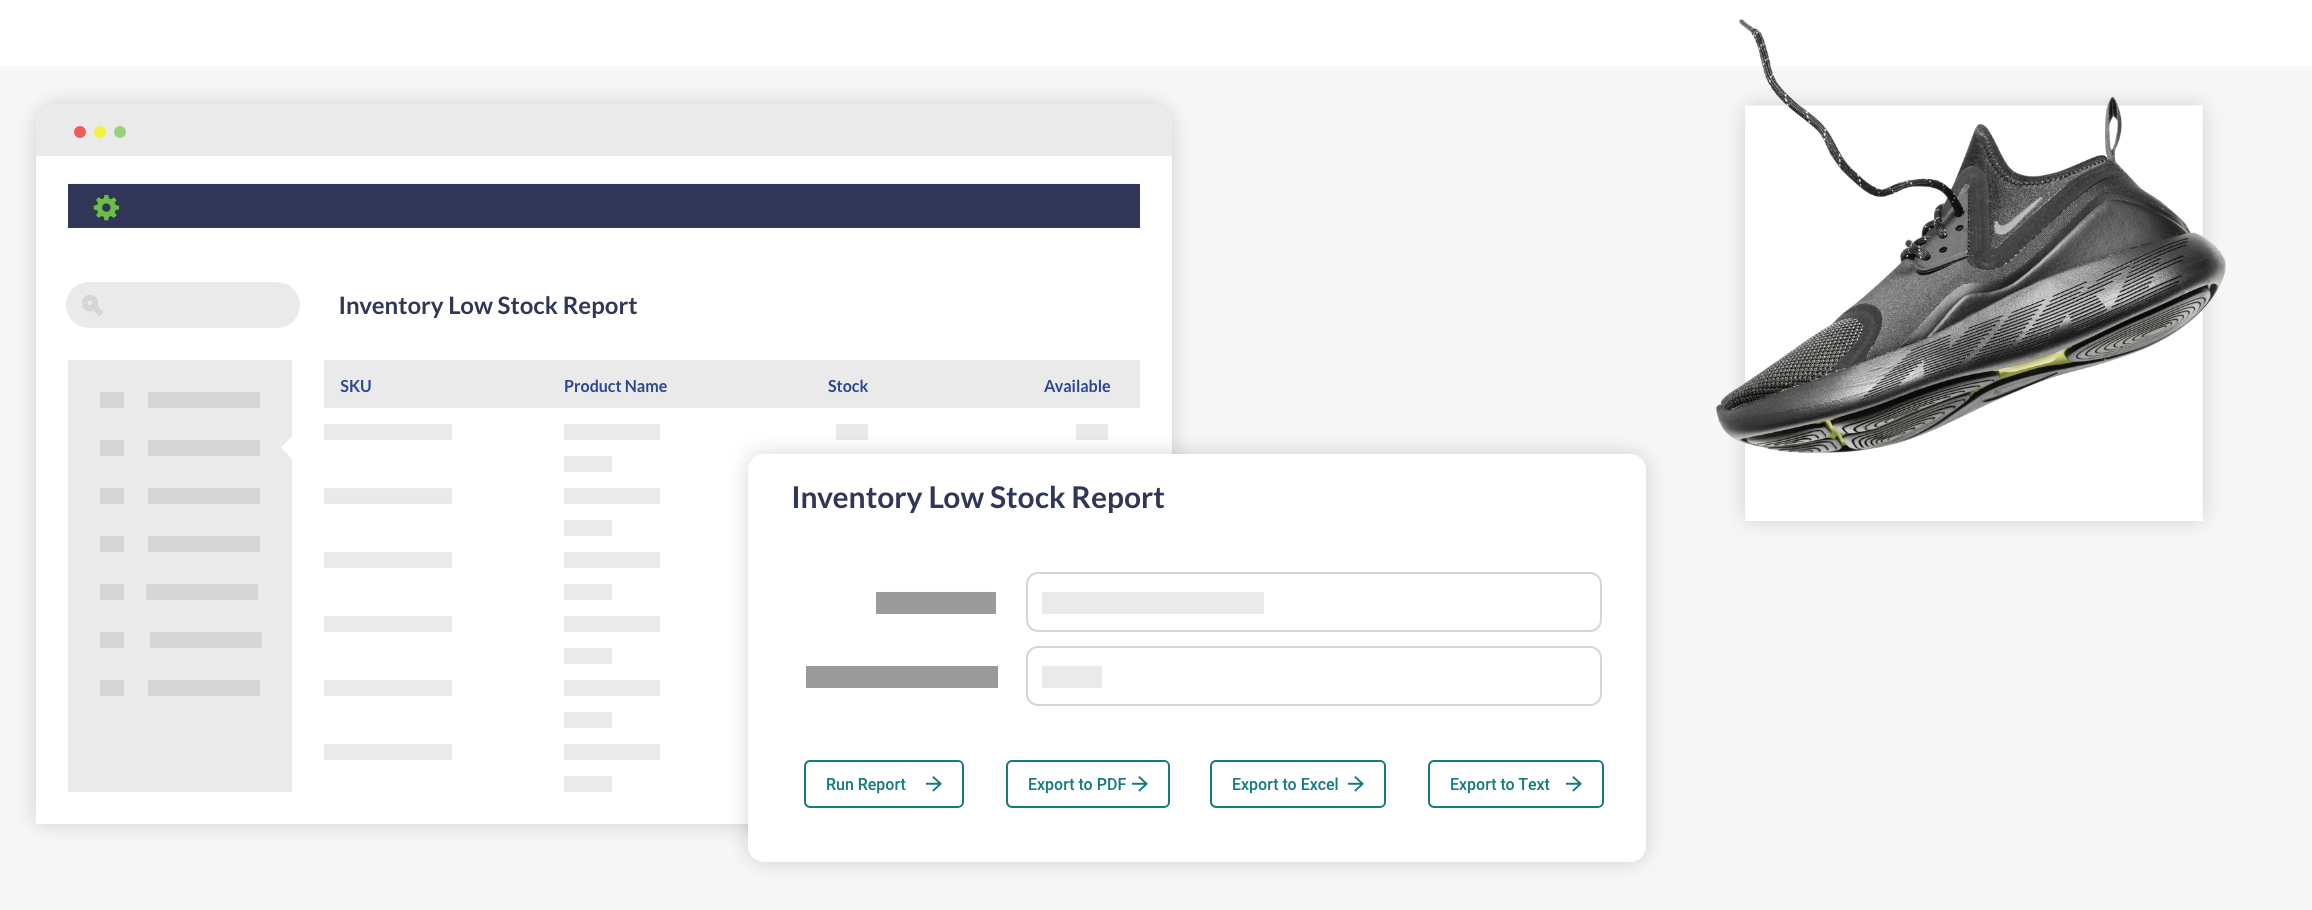 Inventory Low Stock Report
SKU Product Name Stock Available
Inventory Low Stock Report
Run Report
Export to PDF
Export to Excel
Export to Text